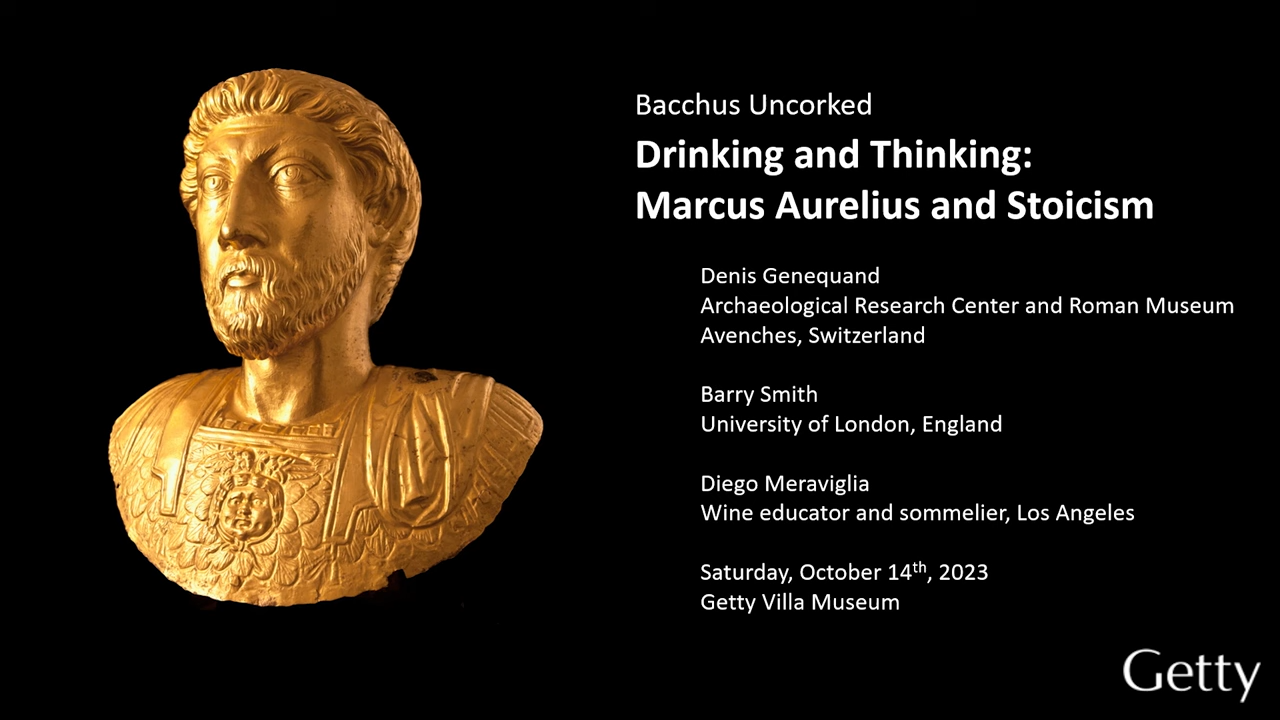 Bacchus Uncorked
Drinking and Thinking:
Marcus Aurelius and Stoicism
Denis Genequand
Archaeological Research Center and Roman Museum
Avenches, Switzerland
Barry Smith
University of London, England
Diego Meraviglia
Wine educator and sommelier, Los Angeles
Saturday, October 14th, 2023
Getty Villa Museum
Getty